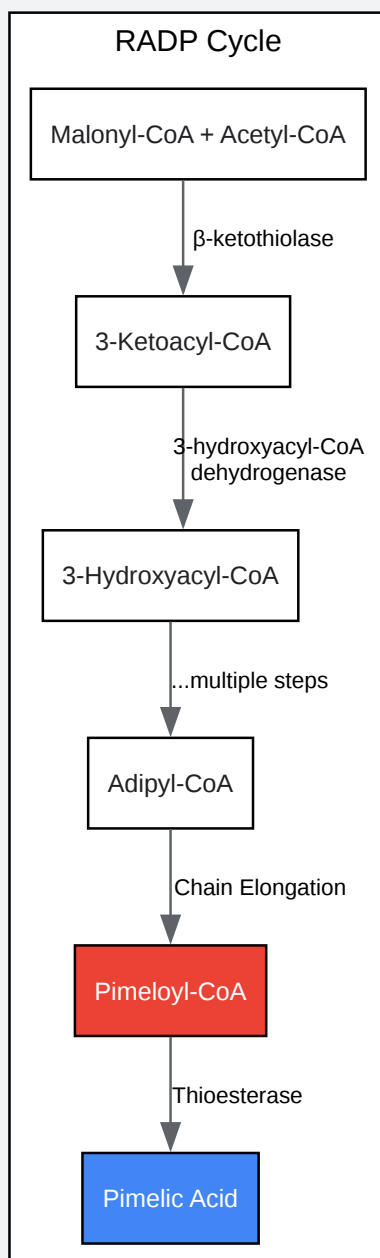 RADP Cycle
Malonyl-CoA + Acetyl-CoA
β-ketothiolase
3-Ketoacyl-CoA
3-hydroxyacyl-CoA
dehydrogenase
3-Hydroxyacyl-CoA
...multiple steps
Adipyl-CoA
Chain Elongation
Pimeloyl-CoA
Thioesterase
Pimelic Acid